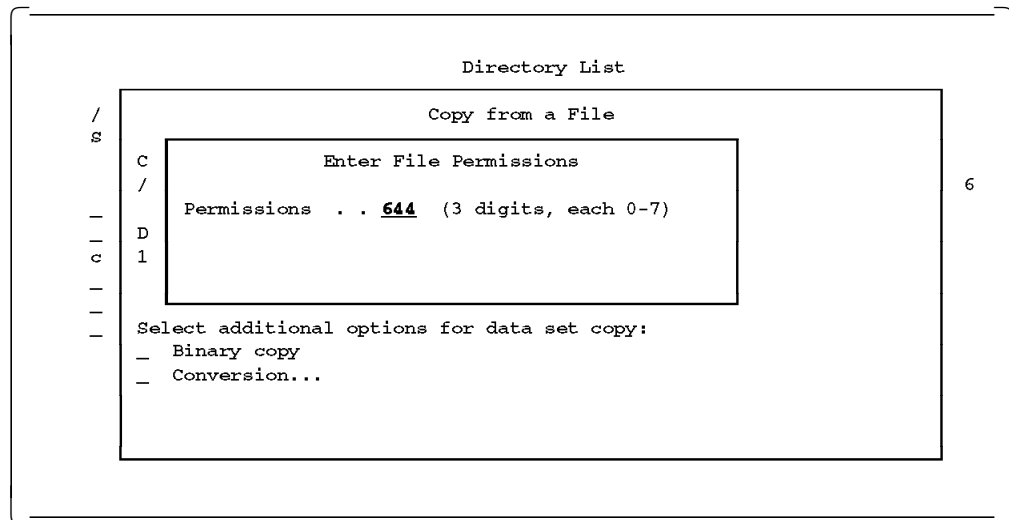 Directory List
/ Copy from a File
S
C Enter File Permissions
/ 6
_ Permissions . . 644 (3 digits, each 0-7)
_ D
c 1
_
_
_ Select additional options for data set copy:
_ Binary copy
_ Conversion...